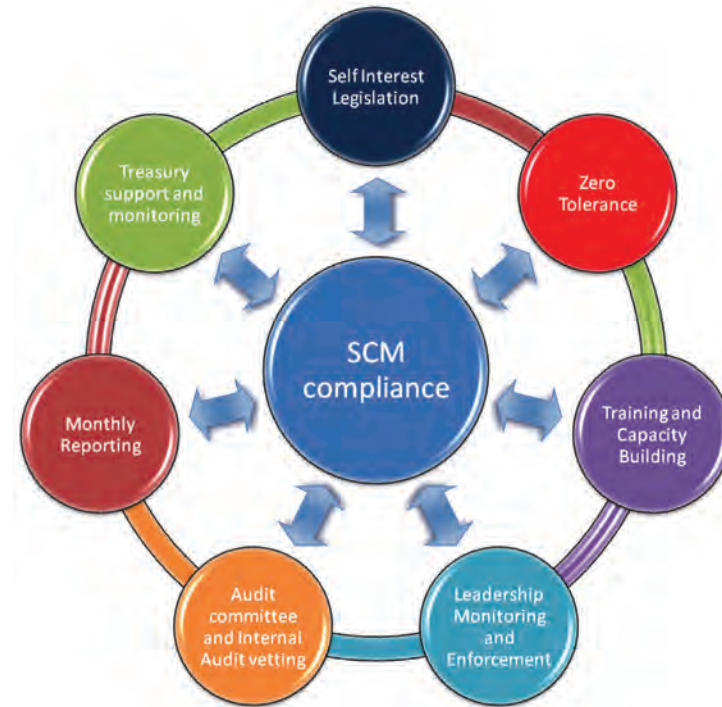 Self Interest
Legislation
Zero
Tolerance
Training and
Capacity
Building
Leadership
Monitoring
and
Enforcement
Audit
committee
and Internal
Audit vetting
Monthly
Reporting
Treasury
support and
monitoring
SCM
compliance